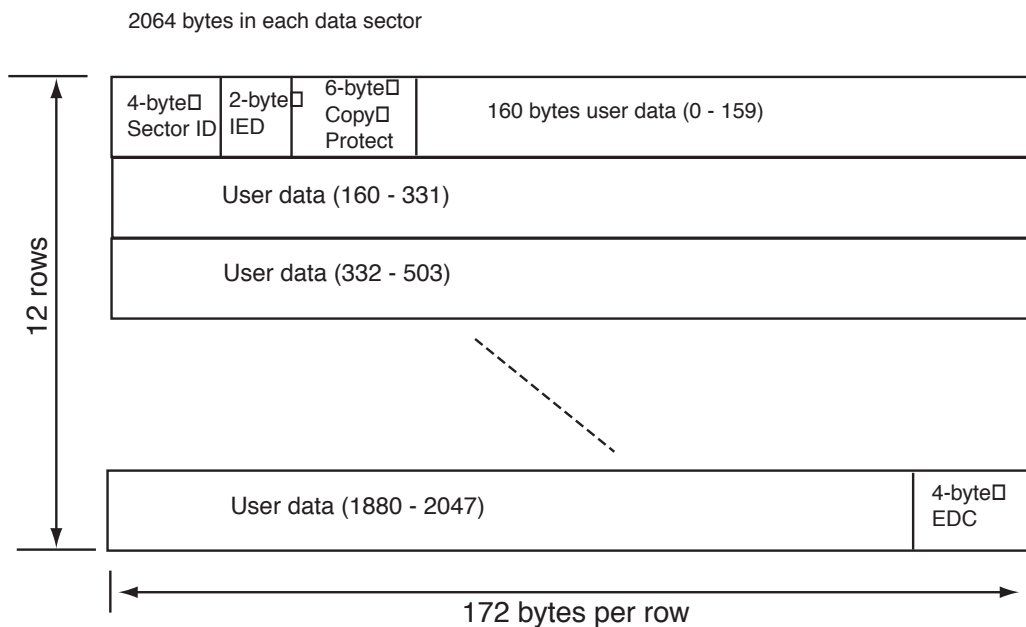 2064 bytes in each data sector
4-byte□
Sector ID
2-byte□
IED
6-byte□
Copy□
Protect
160 bytes user data (0 - 159)
User data (160 - 331)
User data (332 - 503)
12 rows
User data (1880 - 2047)
4-byte□
EDC
172 bytes per row